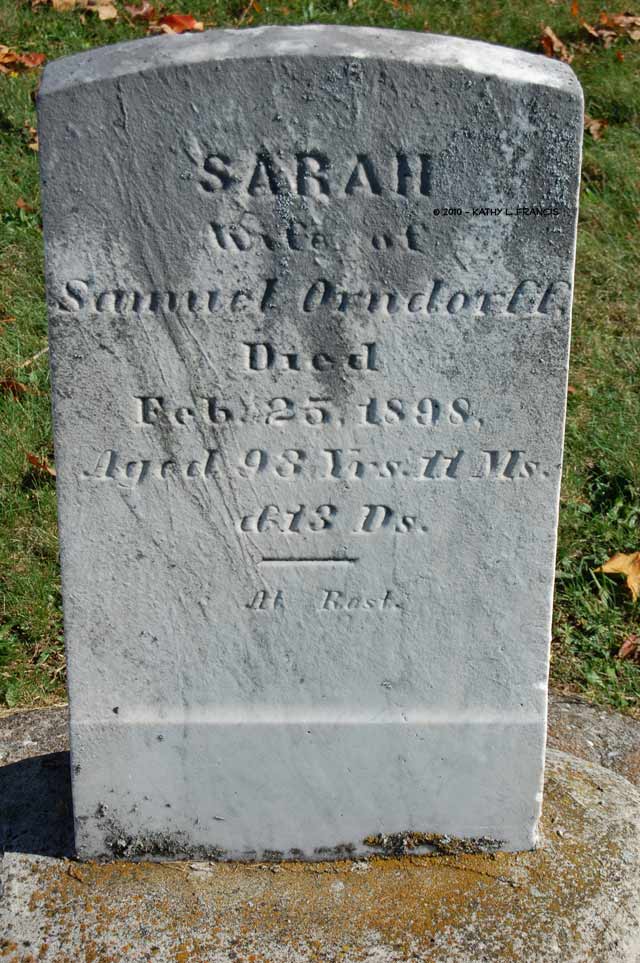 SARAH
© 2010 - KATHY L. FRANCIS
Wife of
Samuel Orndorff,
Died
Feb. 25, 1898,
Aged 93 Yrs. 11 Ms.
& 13 Ds.
At Rest.